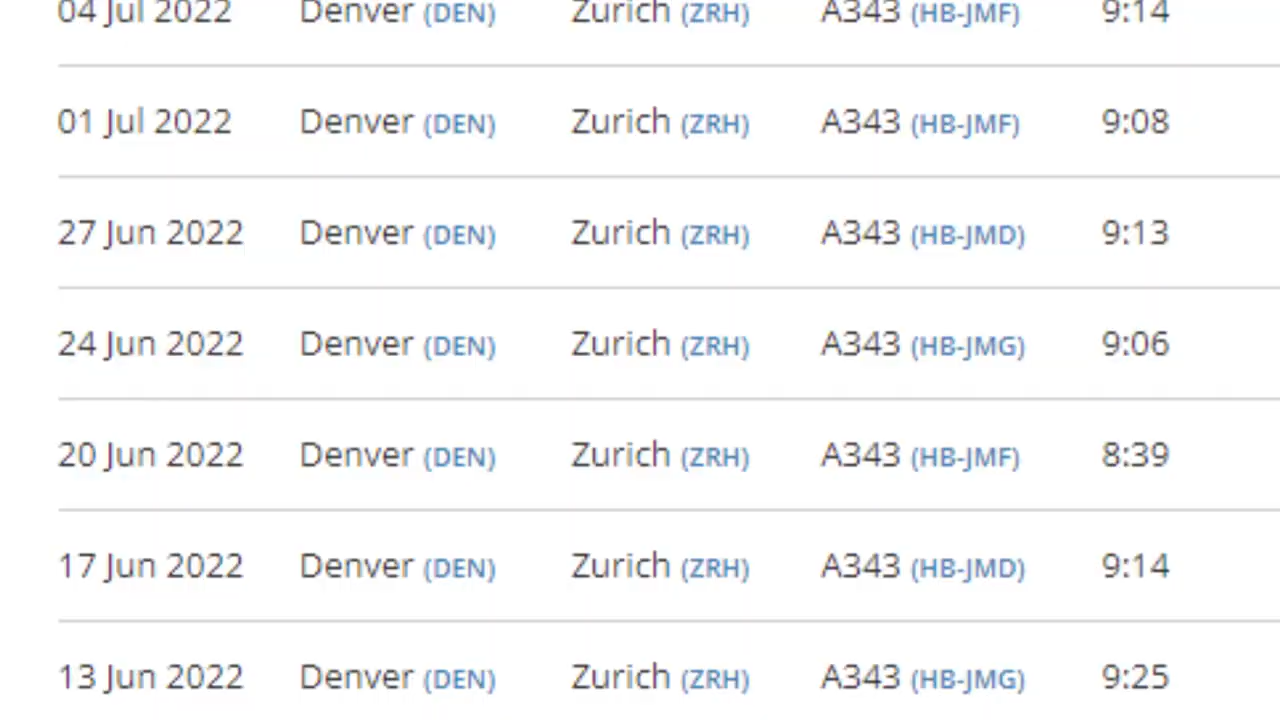 04 Jul 2022 Denver (DEN) Zurich (ZRH) A343 (HB-JMF) 9:14
01 Jul 2022 Denver (DEN) Zurich (ZRH) A343 (HB-JMF) 9:08
27 Jun 2022 Denver (DEN) Zurich (ZRH) A343 (HB-JMD) 9:13
24 Jun 2022 Denver (DEN) Zurich (ZRH) A343 (HB-JMG) 9:06
20 Jun 2022 Denver (DEN) Zurich (ZRH) A343 (HB-JMF) 8:39
17 Jun 2022 Denver (DEN) Zurich (ZRH) A343 (HB-JMD) 9:14
13 Jun 2022 Denver (DEN) Zurich (ZRH) A343 (HB-JMG) 9:25